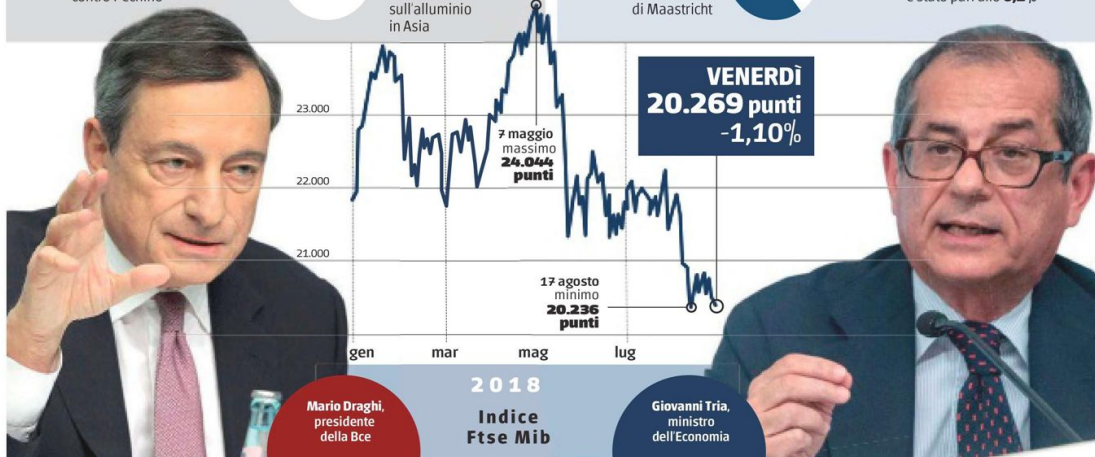 sull'alluminio
in Asia
di Maastricht
VENERDÌ
20.269 punti
-1,10%
23.000
22.000
21.000
7 maggio
massimo
24.044
punti
17 agosto
minimo
20.236
punti
gen
mar
mag
lug
2018
Indice
Ftse Mib
Mario Draghi,
presidente
della Bce
Giovanni Tria,
ministro
dell'Economia